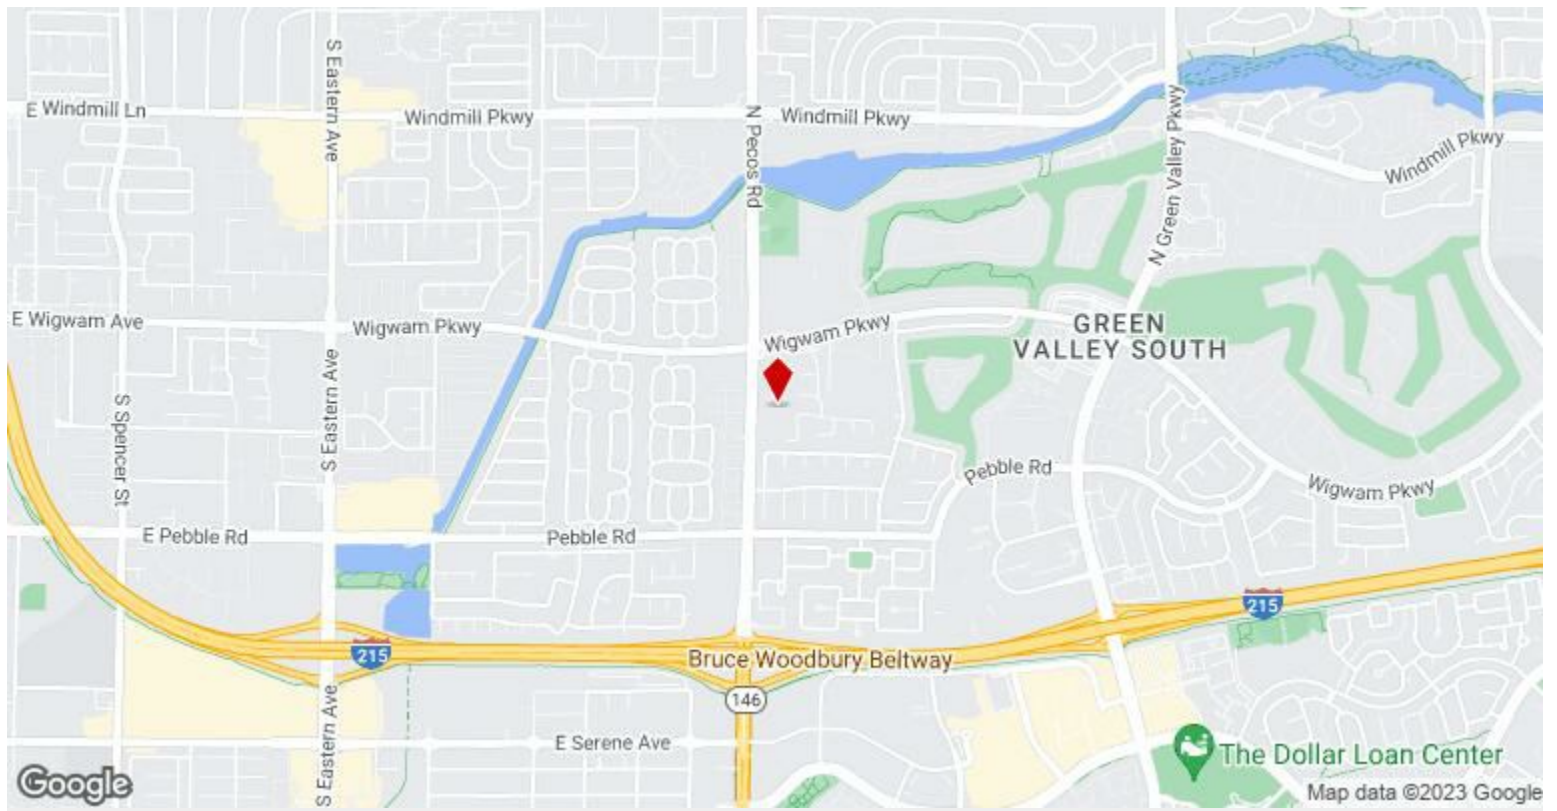 E Windmill Ln
S Eastern Ave
Windmill Pkwy
N Pecos Rd
Windmill Pkwy
N Green Valley Pkwy
Windmill Pkwy
E Wigwam Ave
Wigwam Pkwy
Wigwam Pkwy
GREEN
VALLEY SOUTH
S Spencer St
S Eastern Ave
Pebble Rd
Wigwam Pkwy
E Pebble Rd
Pebble Rd
215
215
Bruce Woodbury Beltway
146
S Eastern Ave
E Serene Ave
The Dollar Loan Center
Google
Map data ©2023 Google